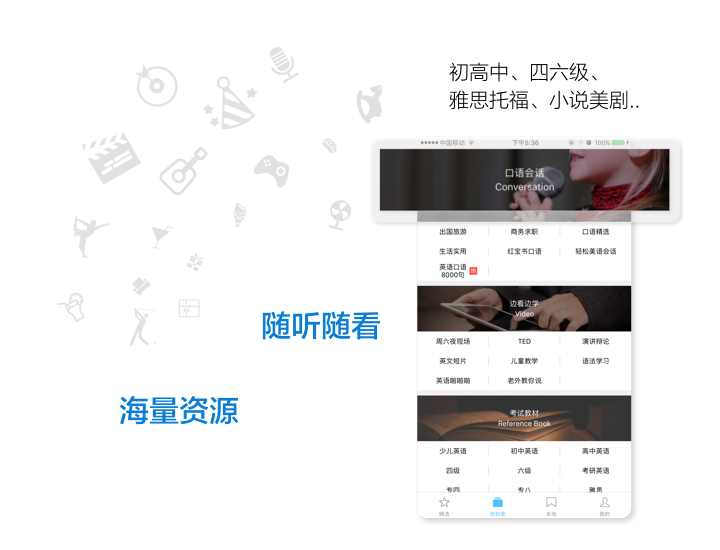 初高中、四六级、
雅思托福、小说美剧..
中国移动 下午5:36 100%
口语会话
Conversation
出国旅游 商务求职 口语精选
生活实用 红宝书口语 轻松美语会话
英语口语
8000句
边看边学
Video
周六夜现场 TED 演讲辩论
英文短片 儿童教学 语法学习
英语啪啪啪 老外教你说
考试教材
Reference Book
少儿英语 初中英语 高中英语
四级 六级 考研英语
专四 专八 雅思
精选 资料库 本地 我的
随听随看
海量资源